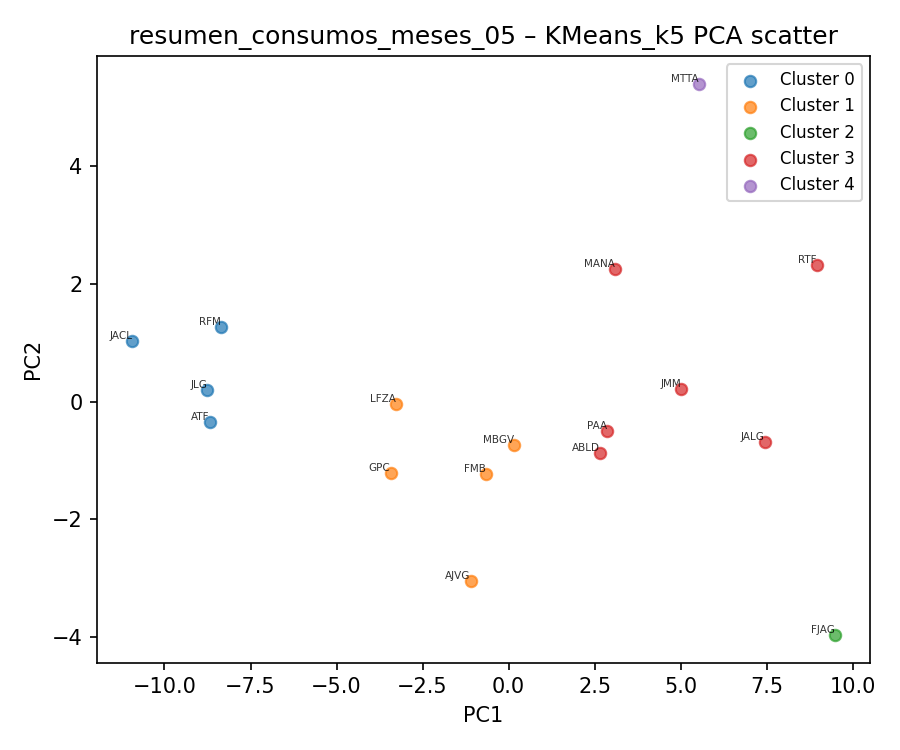 resumen_consumos_meses_05 – KMeans_k5 PCA scatter
Cluster 0
Cluster 1
Cluster 2
Cluster 3
Cluster 4
MTTA
MANA
RTF
RFM
JACL
JLG
ATF
LFZA
JMM
PAA
JALG
MBGV
ABLD
GPC
FMB
AJVG
FJAG
PC2
4
2
0
−2
−4
−10.0
−7.5
−5.0
−2.5
0.0
2.5
5.0
7.5
10.0
PC1